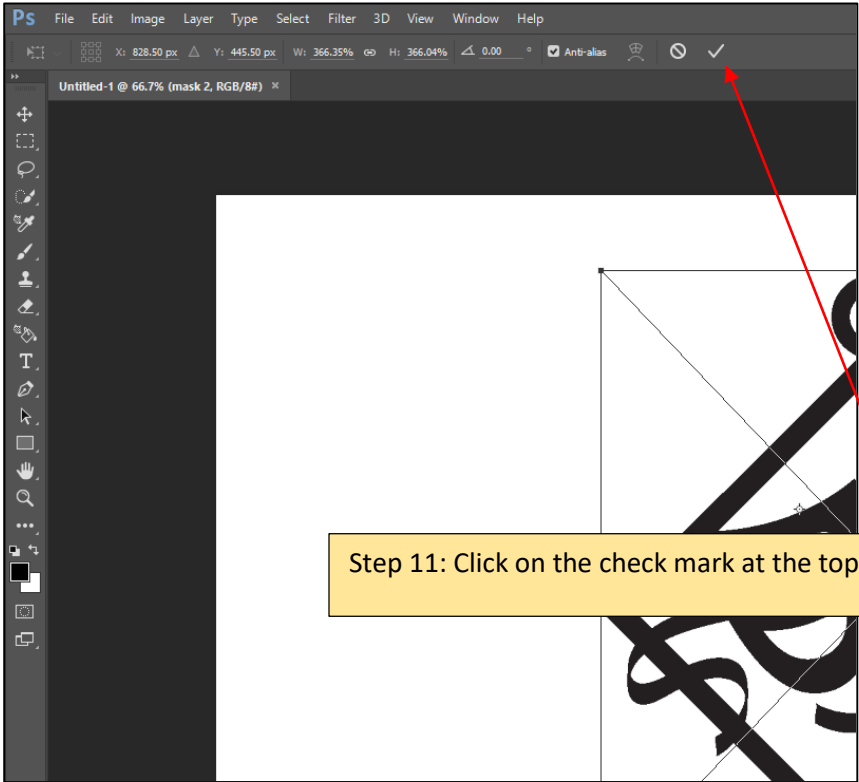 Ps File Edit Image Layer Type Select Filter 3D View Window Help
X: 828.50 px Y: 445.50 px W: 366.35% H: 366.04% 0.00 ° Anti-alias
Untitled-1 @ 66.7% (mask 2, RGB/8#) ×
T
Step 11: Click on the check mark at the top